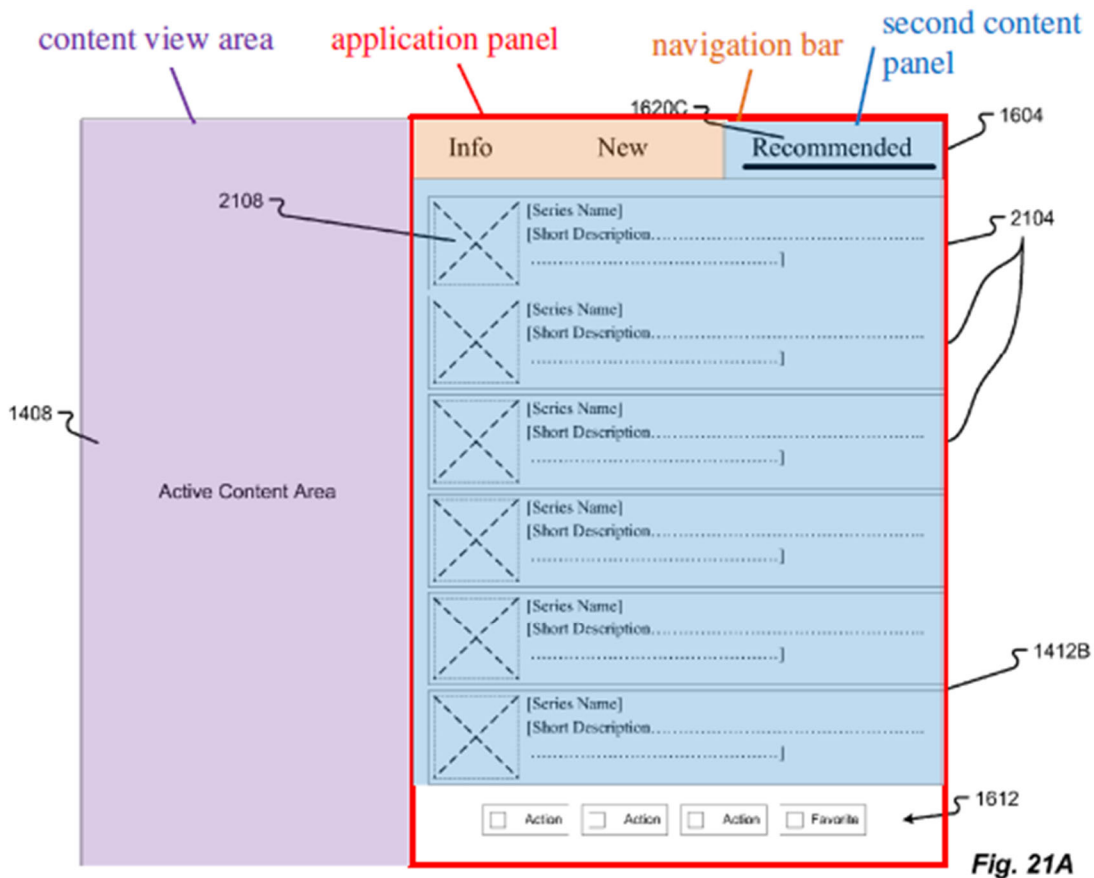 content view area
application panel
navigation bar
second content
panel
1620C
1604
Info
New
Recommended
2108
[Series Name]
2104
[Short Description..........................................................................
....................................................................]
[Series Name]
[Short Description..........................................................................
....................................................................]
1408
[Series Name]
[Short Description..........................................................................
....................................................................]
Active Content Area
[Series Name]
[Short Description..........................................................................
....................................................................]
[Series Name]
[Short Description..........................................................................
....................................................................]
1412B
[Series Name]
[Short Description..........................................................................
....................................................................]
Action
Action
Action
Favorite
1612
Fig. 21A